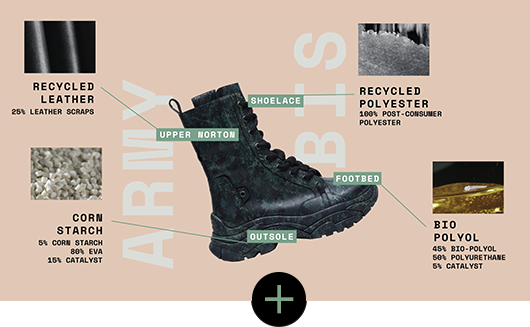 ARMY
BIS
RECYCLED
LEATHER
25% LEATHER SCRAPS
UPPER NORTON
SHOELACE
RECYCLED
POLYESTER
100% POST-CONSUMER
POLYESTER
CORN
STARCH
5% CORN STARCH
80% EVA
15% CATALYST
OUTSOLE
FOOTBED
BIO
POLYOL
45% BIO-POLYOL
50% POLYURETHANE
5% CATALYST